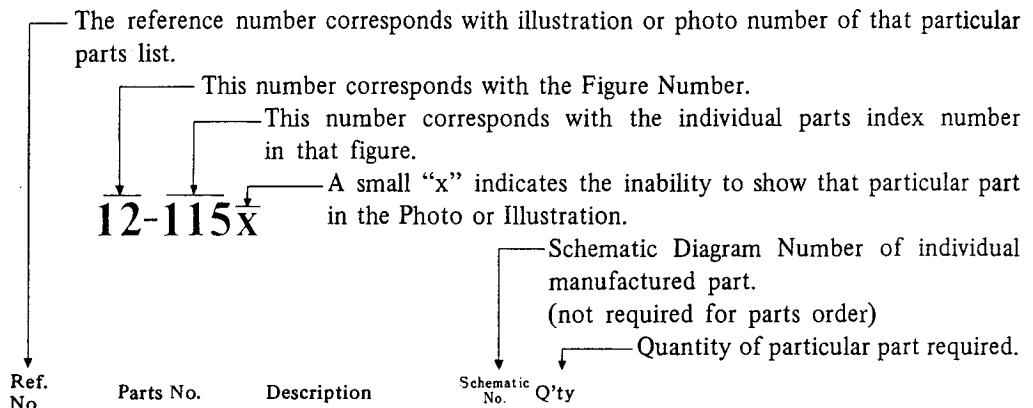 The reference number corresponds with illustration or photo number of that particular
parts list.
This number corresponds with the Figure Number.
This number corresponds with the individual parts index number
in that figure.
A small “x” indicates the inability to show that particular part
in the Photo or Illustration.
12-115x
Schematic Diagram Number of individual
manufactured part.
(not required for parts order)
Quantity of particular part required.
Ref.
No.
Parts No.
Description
Schematic
No.
Q'ty